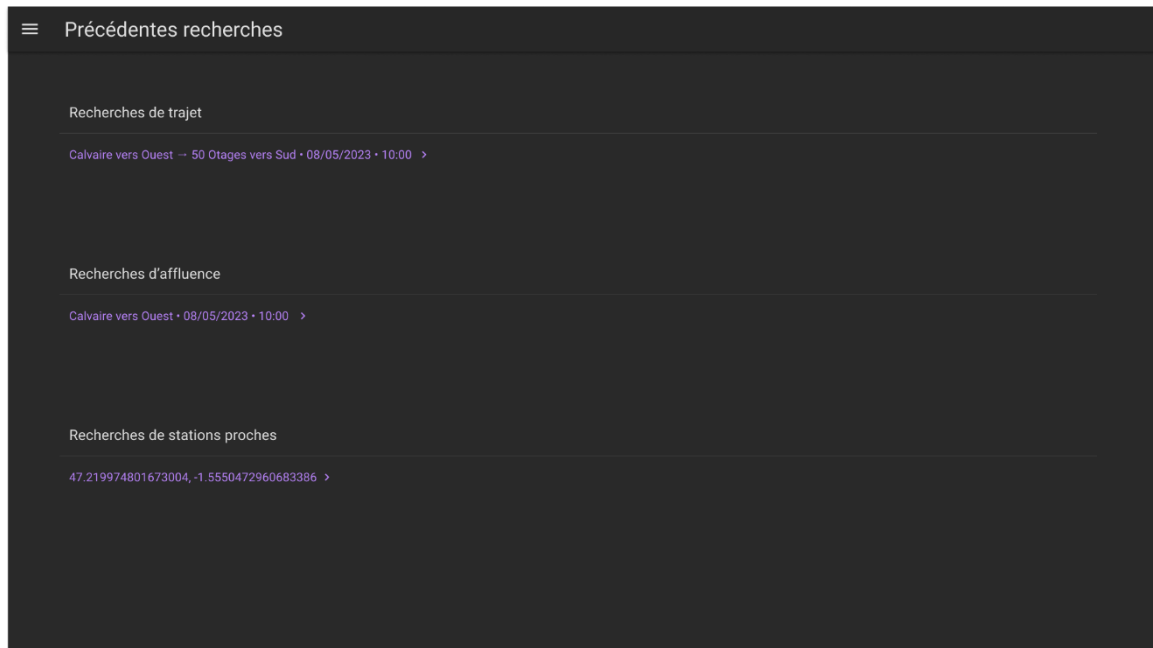 Précédentes recherches
Recherches de trajet
Calvaire vers Ouest → 50 Otages vers Sud • 08/05/2023 • 10:00 >
Recherches d’affluence
Calvaire vers Ouest • 08/05/2023 • 10:00 >
Recherches de stations proches
47.219974801673004, -1.5550472960683386 >